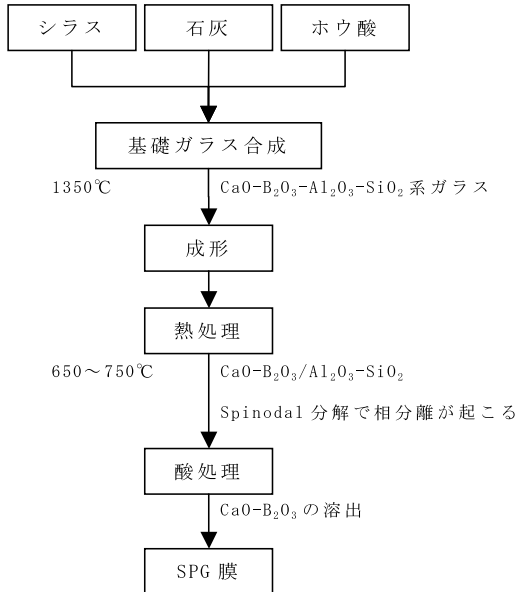 シラス
石灰
ホウ酸
基礎ガラス合成
1350℃
CaO-B₂O₃-Al₂O₃-SiO₂系ガラス
成形
熱処理
650～750℃
CaO-B₂O₃/Al₂O₃-SiO₂
Spinodal分解で相分離が起こる
酸処理
CaO-B₂O₃の溶出
SPG膜